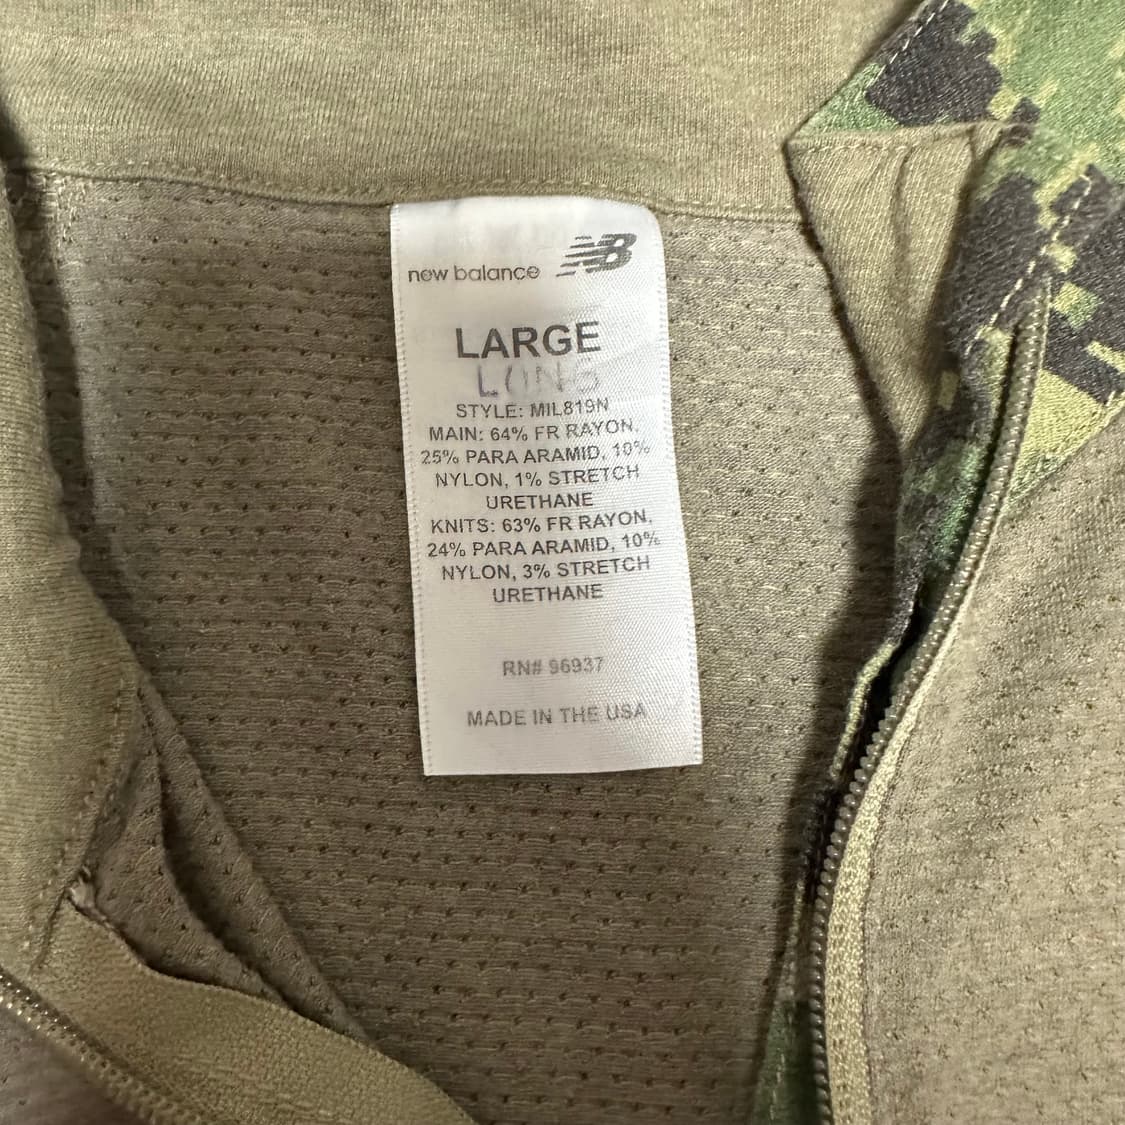 new balance NB
LARGE
LONG
STYLE: MIL819N
MAIN: 64% FR RAYON,
25% PARA ARAMID, 10%
NYLON, 1% STRETCH
URETHANE
KNITS: 63% FR RAYON,
24% PARA ARAMID, 10%
NYLON, 3% STRETCH
URETHANE
RN# 96937
MADE IN THE USA